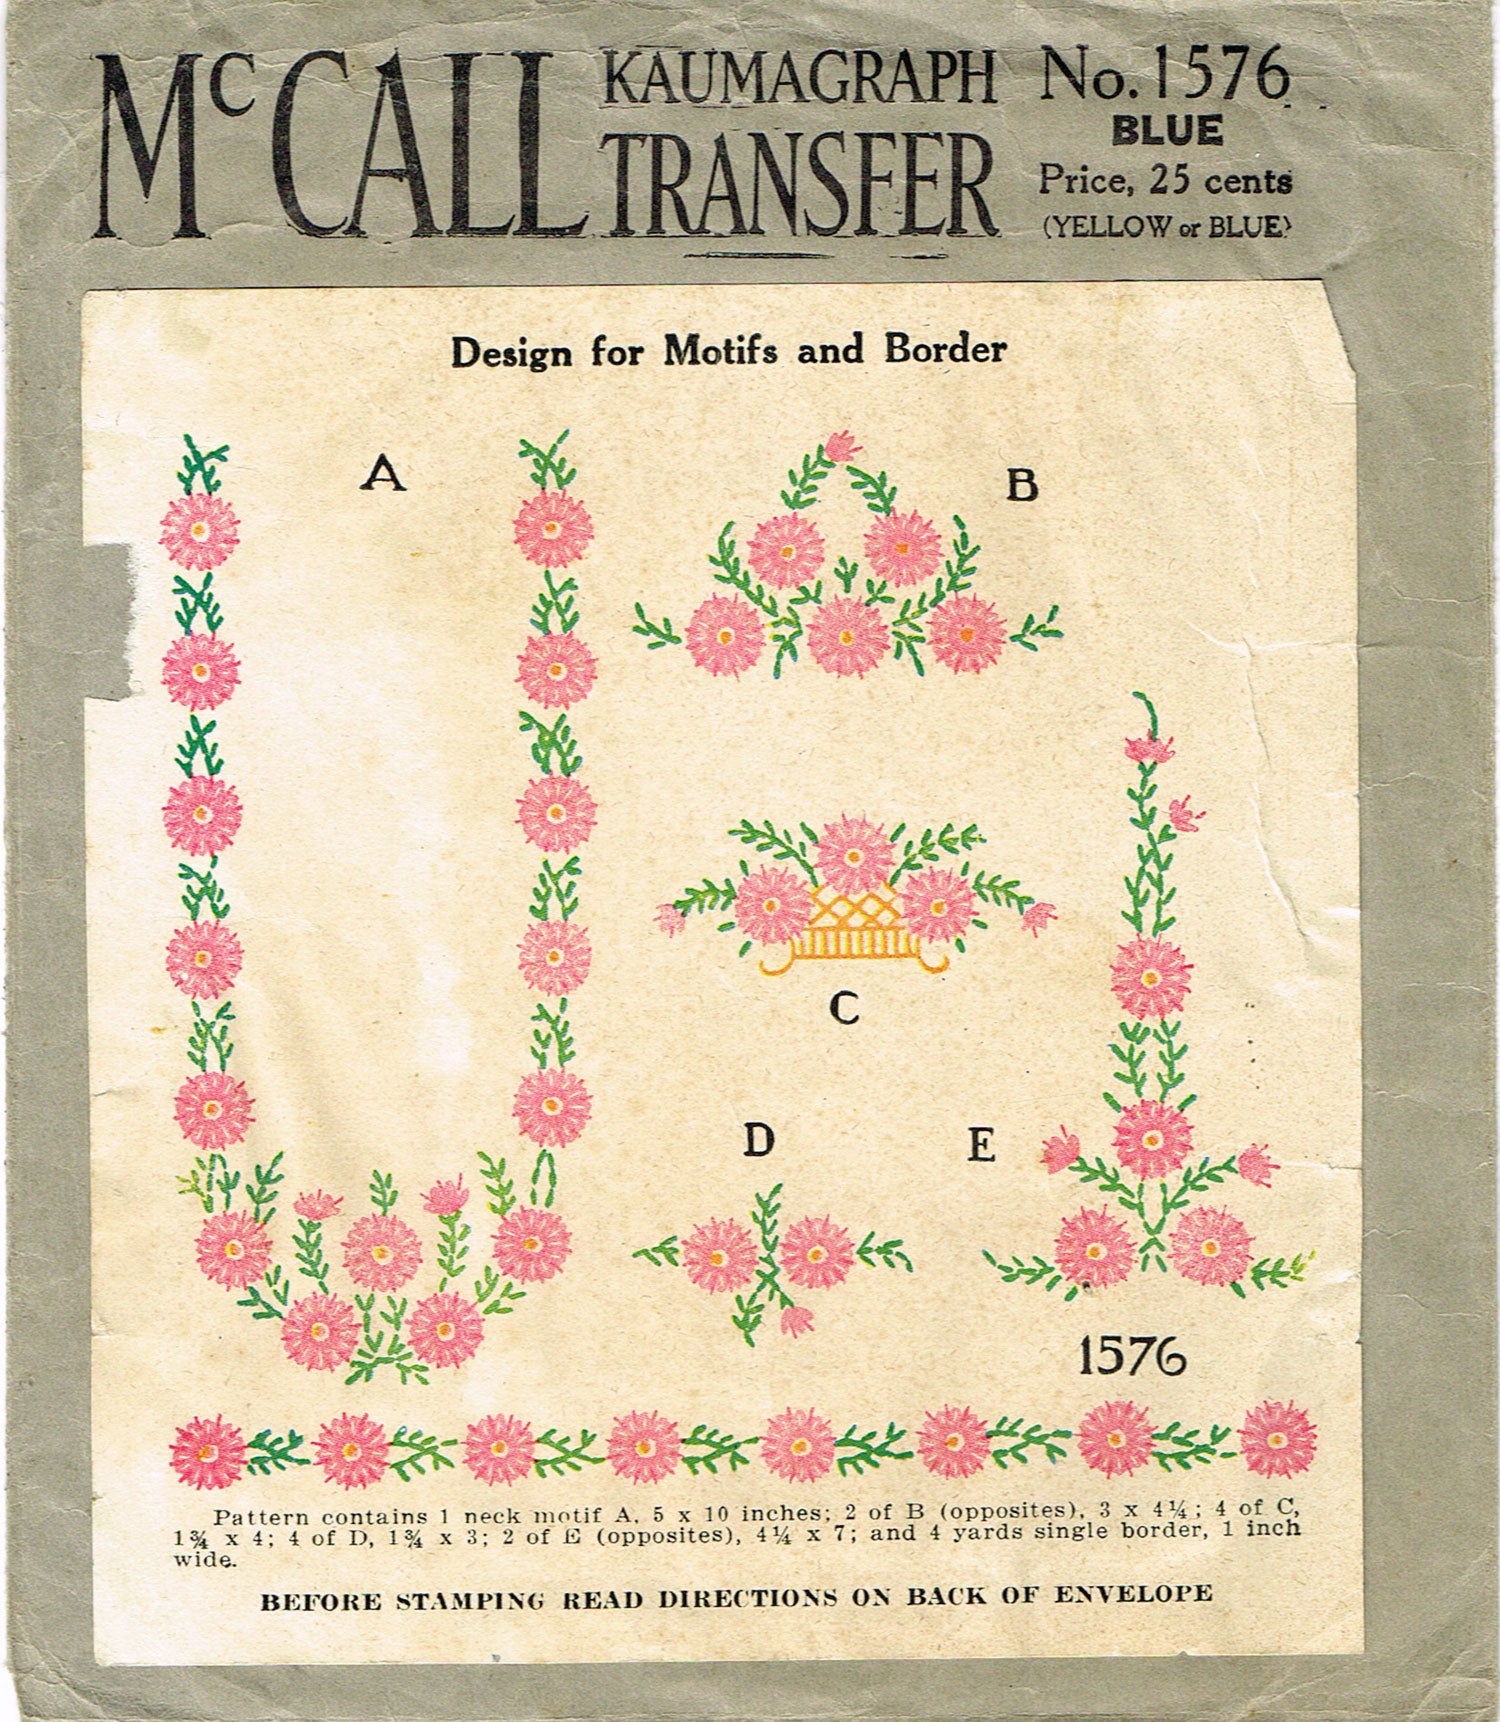 McCALL
KAUMAGRAPH
TRANSFER
No. 1576
BLUE
Price, 25 cents
(YELLOW or BLUE)
Design for Motifs and Border
A
B
C
D
E
1576
Pattern contains 1 neck motif A, 5 x 10 inches; 2 of B (opposites), 3 x 4¼; 4 of C,
1¾ x 4; 4 of D, 1¾ x 3; 2 of E (opposites), 4¼ x 7; and 4 yards single border, 1 inch
wide.
BEFORE STAMPING READ DIRECTIONS ON BACK OF ENVELOPE